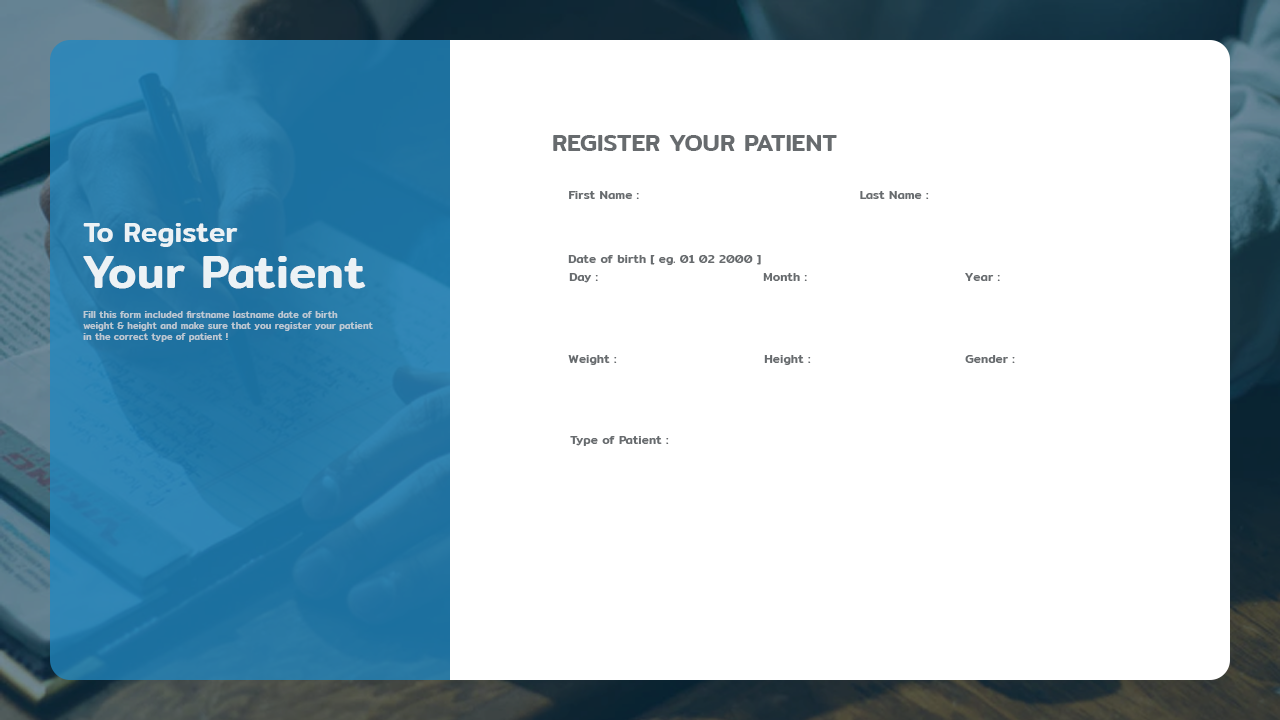 To Register
Your Patient
Fill this form included firstname lastname date of birth
weight & height and make sure that you register your patient
in the correct type of patient !
REGISTER YOUR PATIENT
First Name :
Last Name :
Date of birth [ eg. 01 02 2000 ]
Day :
Month :
Year :
Weight :
Height :
Gender :
Type of Patient :